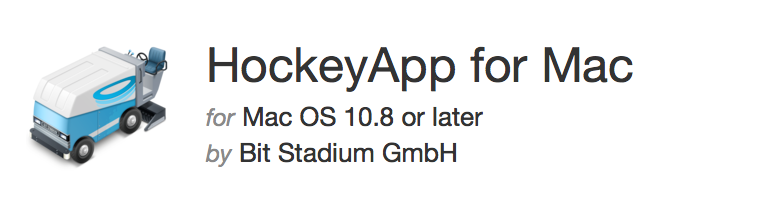 HockeyApp for Mac
for Mac OS 10.8 or later
by Bit Stadium GmbH